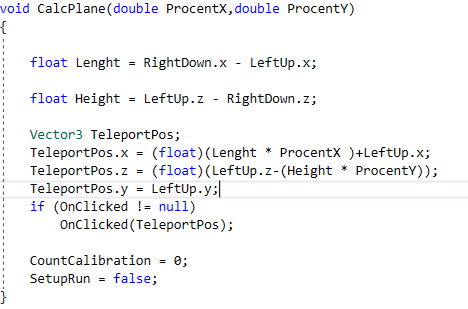 void CalcPlane(double ProcentX,double ProcentY)
{
float Lenght = RightDown.x - LeftUp.x;
float Height = LeftUp.z - RightDown.z;
Vector3 TeleportPos;
TeleportPos.x = (float)(Lenght * ProcentX )+LeftUp.x;
TeleportPos.z = (float)(LeftUp.z-(Height * ProcentY));
TeleportPos.y = LeftUp.y;
if (OnClicked != null)
OnClicked(TeleportPos);
CountCalibration = 0;
SetupRun = false;
}